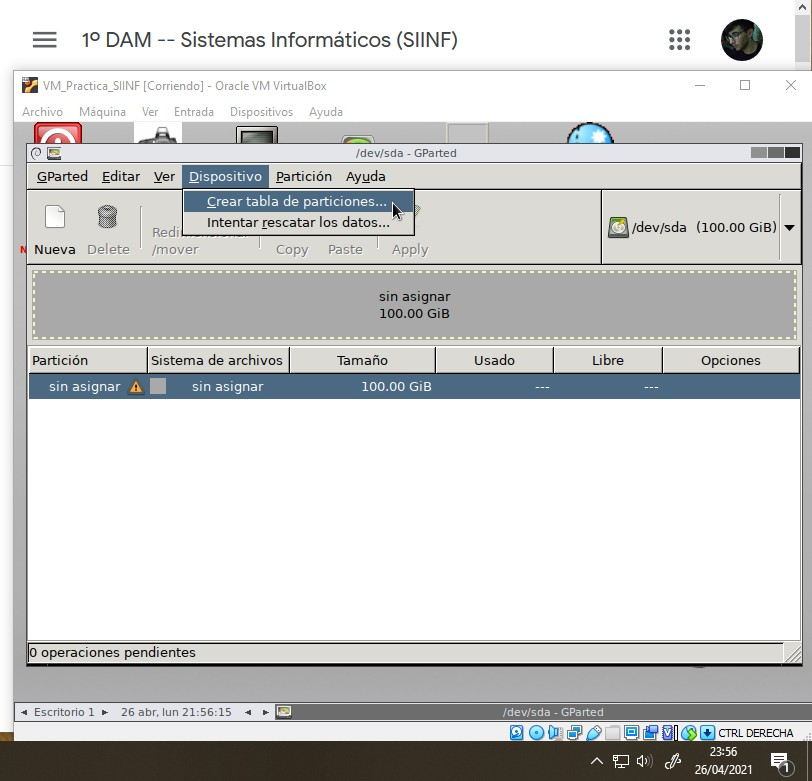 1º DAM -- Sistemas Informáticos (SIINF)
VM_Practica_SIINF [Corriendo] - Oracle VM VirtualBox
Archivo Máquina Ver Entrada Dispositivos Ayuda
/dev/sda - GParted
GParted Editar Ver Dispositivo Partición Ayuda
Crear tabla de particiones...
Intentar rescatar los datos...
/dev/sda (100.00 GiB)
Nueva Delete /mover Copy Paste Apply
sin asignar
100.00 GiB
Partición Sistema de archivos Tamaño Usado Libre Opciones
sin asignar sin asignar 100.00 GiB --- ---
0 operaciones pendientes
Escritorio 1 26 abr, lun 21:56:15 /dev/sda - GParted
CTRL DERECHA
23:56
26/04/2021
1